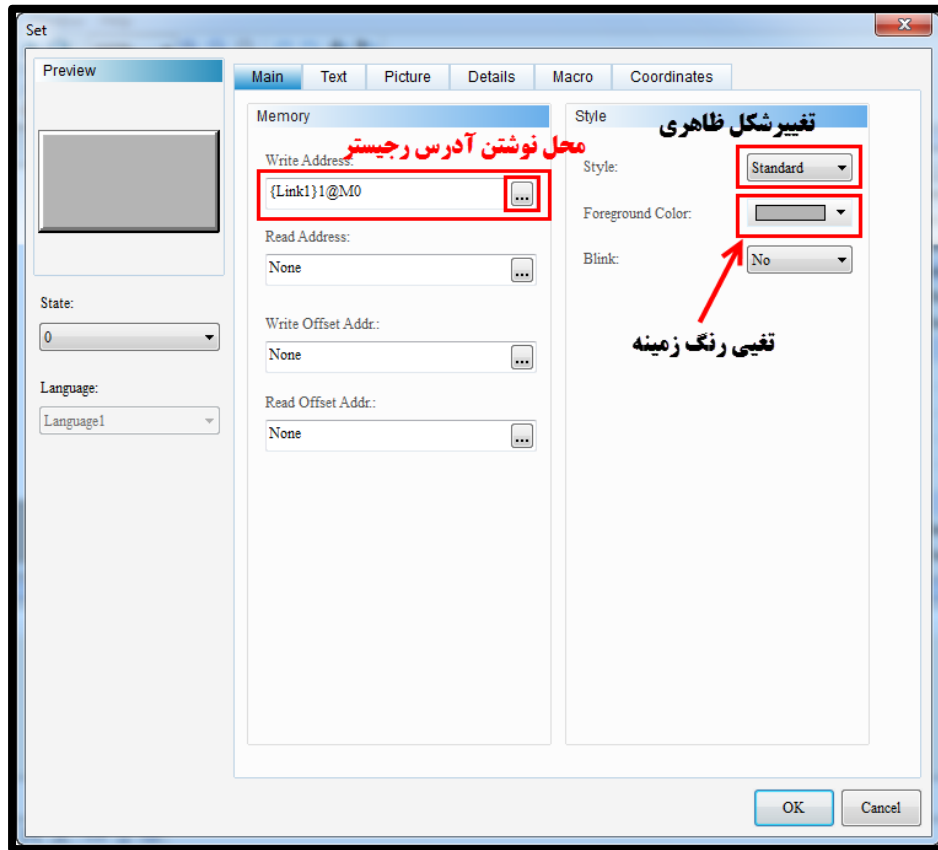 Set
Preview
Main Text Picture Details Macro Coordinates
Memory
Style
تغییرشکل ظاهری
محل نوشتن آدرس رجیستر
Write Address:
Style:
Standard
{Link1}1@M0
...
Foreground Color:
Read Address:
None
...
Blink:
No
State:
0
Write Offset Addr.:
None
...
تغیی رنگ زمینه
Language:
Language1
Read Offset Addr.:
None
...
OK
Cancel